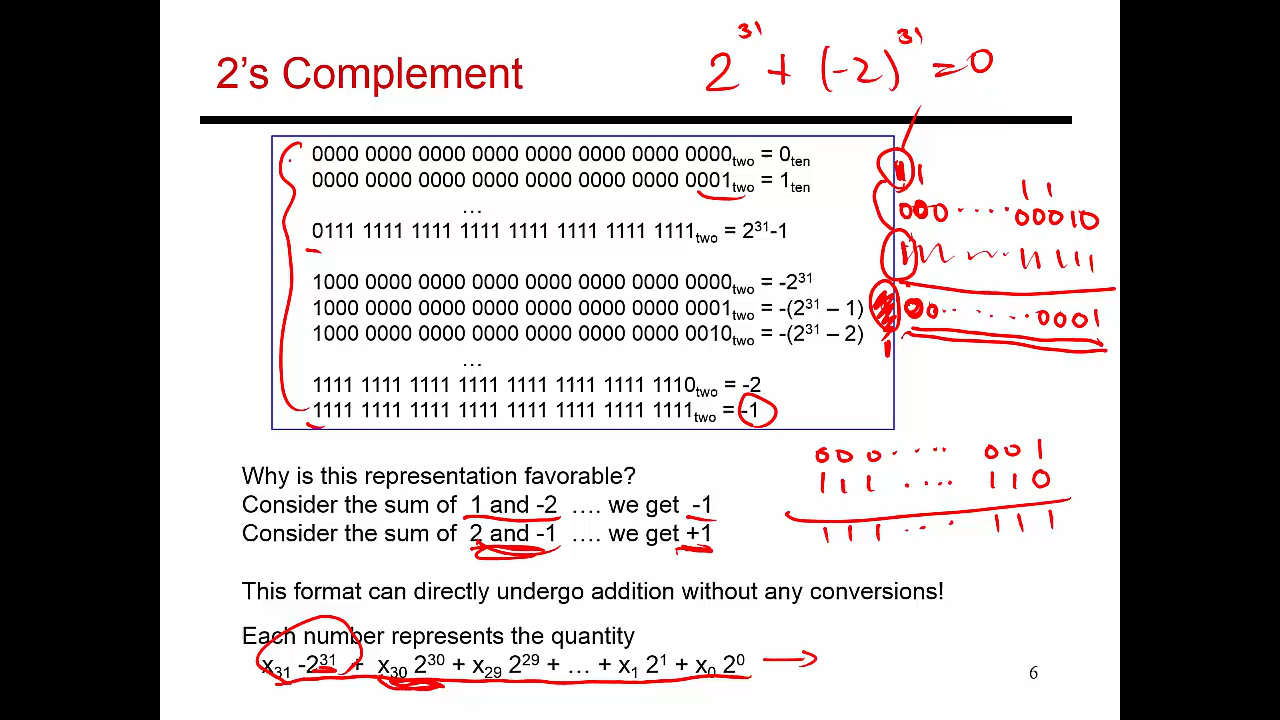 2's Complement
2^31 + (-2)^31 = 0
0000 0000 0000 0000 0000 0000 0000 0000two = 0ten
0000 0000 0000 0000 0000 0000 0000 0001two = 1ten
…
0111 1111 1111 1111 1111 1111 1111 1111two = 2^31-1
1000 0000 0000 0000 0000 0000 0000 0000two = -2^31
1000 0000 0000 0000 0000 0000 0000 0001two = -(2^31 – 1)
1000 0000 0000 0000 0000 0000 0000 0010two = -(2^31 – 2)
…
1111 1111 1111 1111 1111 1111 1111 1110two = -2
1111 1111 1111 1111 1111 1111 1111 1111two = -1
1 1 1 1
000 .... 00010
.... 11111
00 .... 0001
000 .... 001
111 .... 110
111 .... 111
Why is this representation favorable?
Consider the sum of 1 and -2 …. we get -1
Consider the sum of 2 and -1 …. we get +1
This format can directly undergo addition without any conversions!
Each number represents the quantity
x31 -2^31 + x30 2^30 + x29 2^29 + … + x1 2^1 + x0 2^0
6